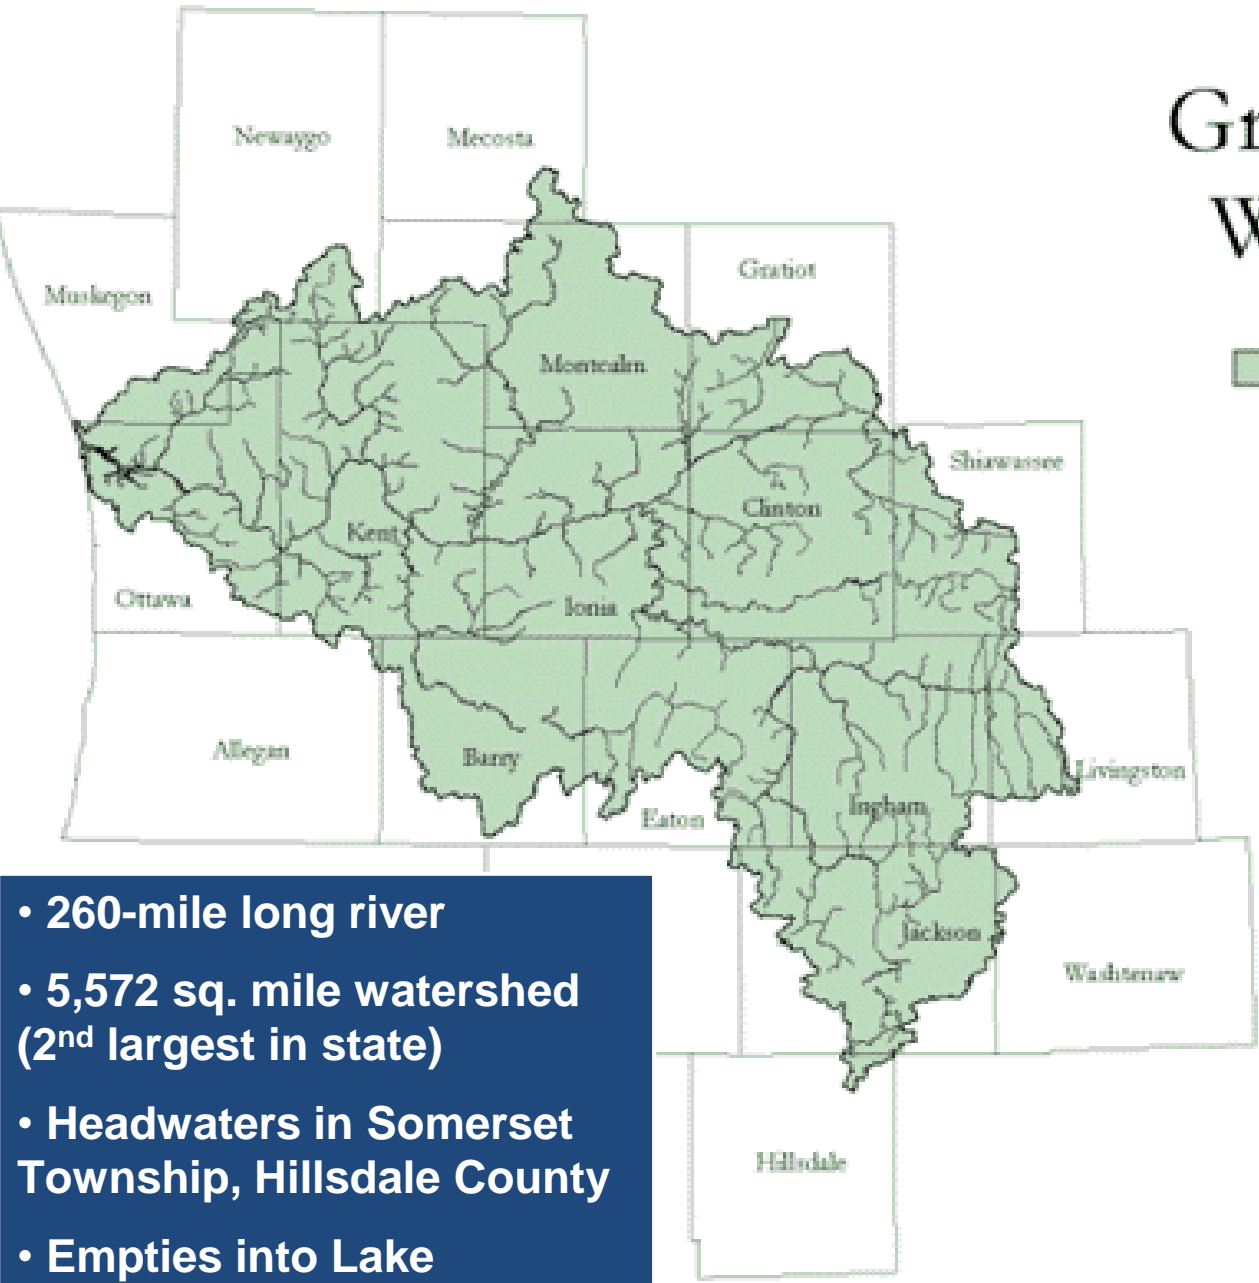 Newaygo
Mecosta
Gr
W
Muskegon
Gratiot
Montcalm
Shiawassee
Clinton
Kent
Ottawa
Ionia
Allegan
Barry
Livingston
Ingham
Eaton
Jackson
Washtenaw
Hillsdale
• 260-mile long river
• 5,572 sq. mile watershed
(2nd largest in state)
• Headwaters in Somerset
Township, Hillsdale County
• Empties into Lake